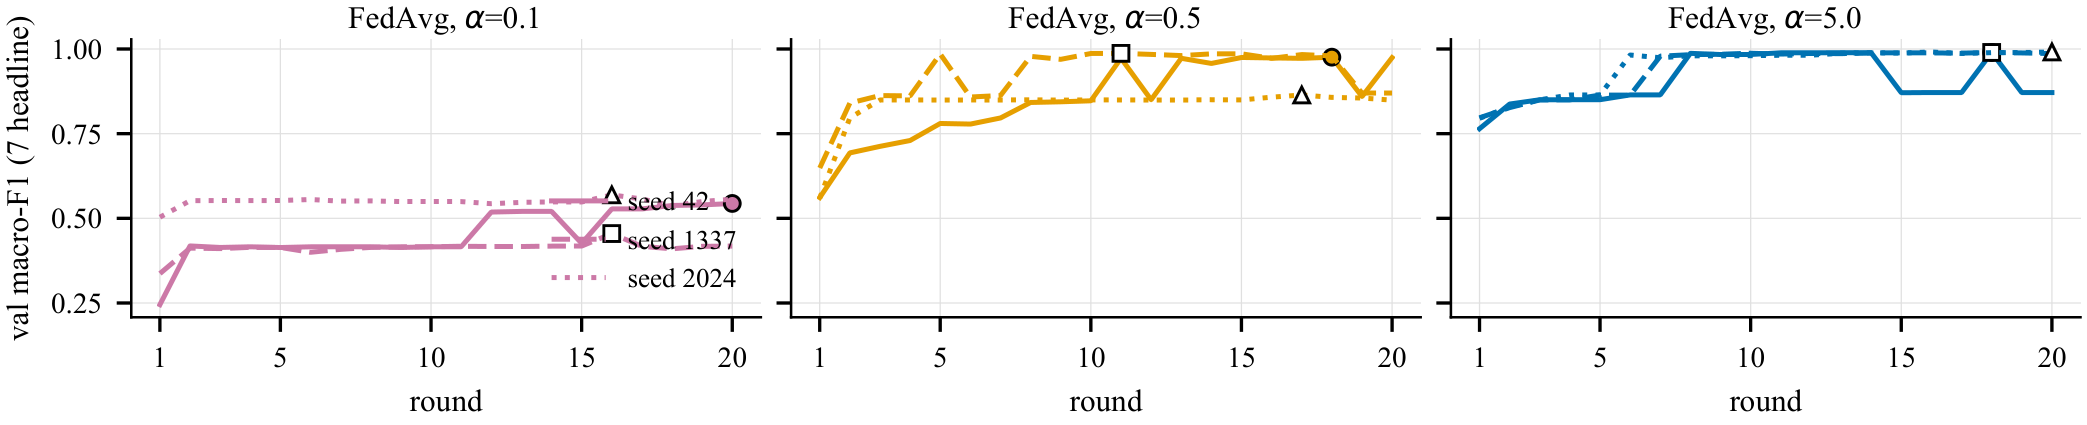 FedAvg, α=0.1
FedAvg, α=0.5
FedAvg, α=5.0
val macro-F1 (7 headline)
1.00
0.75
0.50
0.25
seed 42
seed 1337
seed 2024
1 5 10 15 20
1 5 10 15 20
1 5 10 15 20
round
round
round